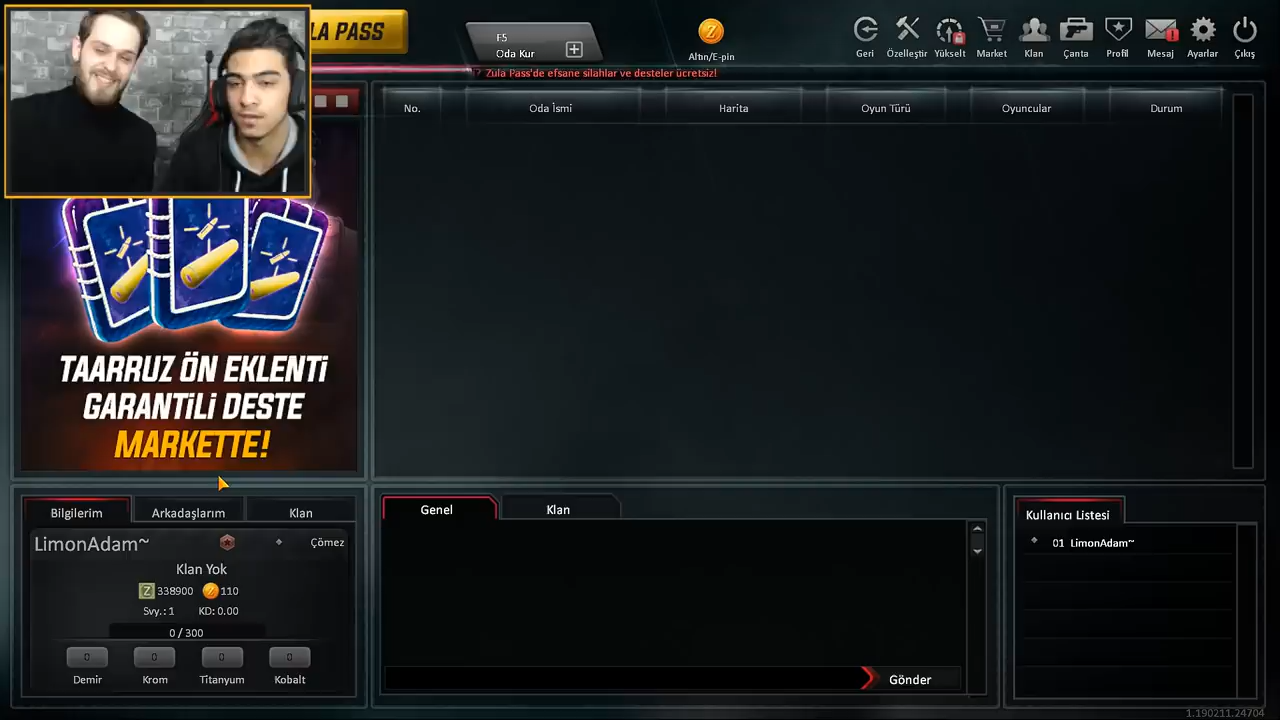 LA PASS
F5
Oda Kur
Altın/E-pin
Geri
Özelleştir
Yükselt
Market
Klan
Çanta
Profil
Mesaj
Ayarlar
Çıkış
Zula Pass'de efsane silahlar ve desteler ücretsiz!
No.
Oda İsmi
Harita
Oyun Türü
Oyuncular
Durum
TAARRUZ ÖN EKLENTİ
GARANTİLİ DESTE
MARKETTE!
Bilgilerim
Arkadaşlarım
Klan
LimonAdam~
Çömez
Klan Yok
338900
110
Svy.: 1
KD: 0.00
0 / 300
0
0
0
0
Demir
Krom
Titanyum
Kobalt
Genel
Klan
Gönder
Kullanıcı Listesi
01 LimonAdam~
1.190211.24704